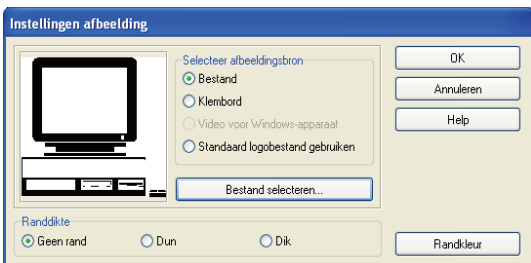 Instellingen afbeelding
Selecteer afbeeldingsbron
Bestand
Klembord
Video voor Windows-apparaat
Standaard logobestand gebruiken
Bestand selecteren...
OK
Annuleren
Help
Randdikte
Geen rand
Dun
Dik
Randkleur